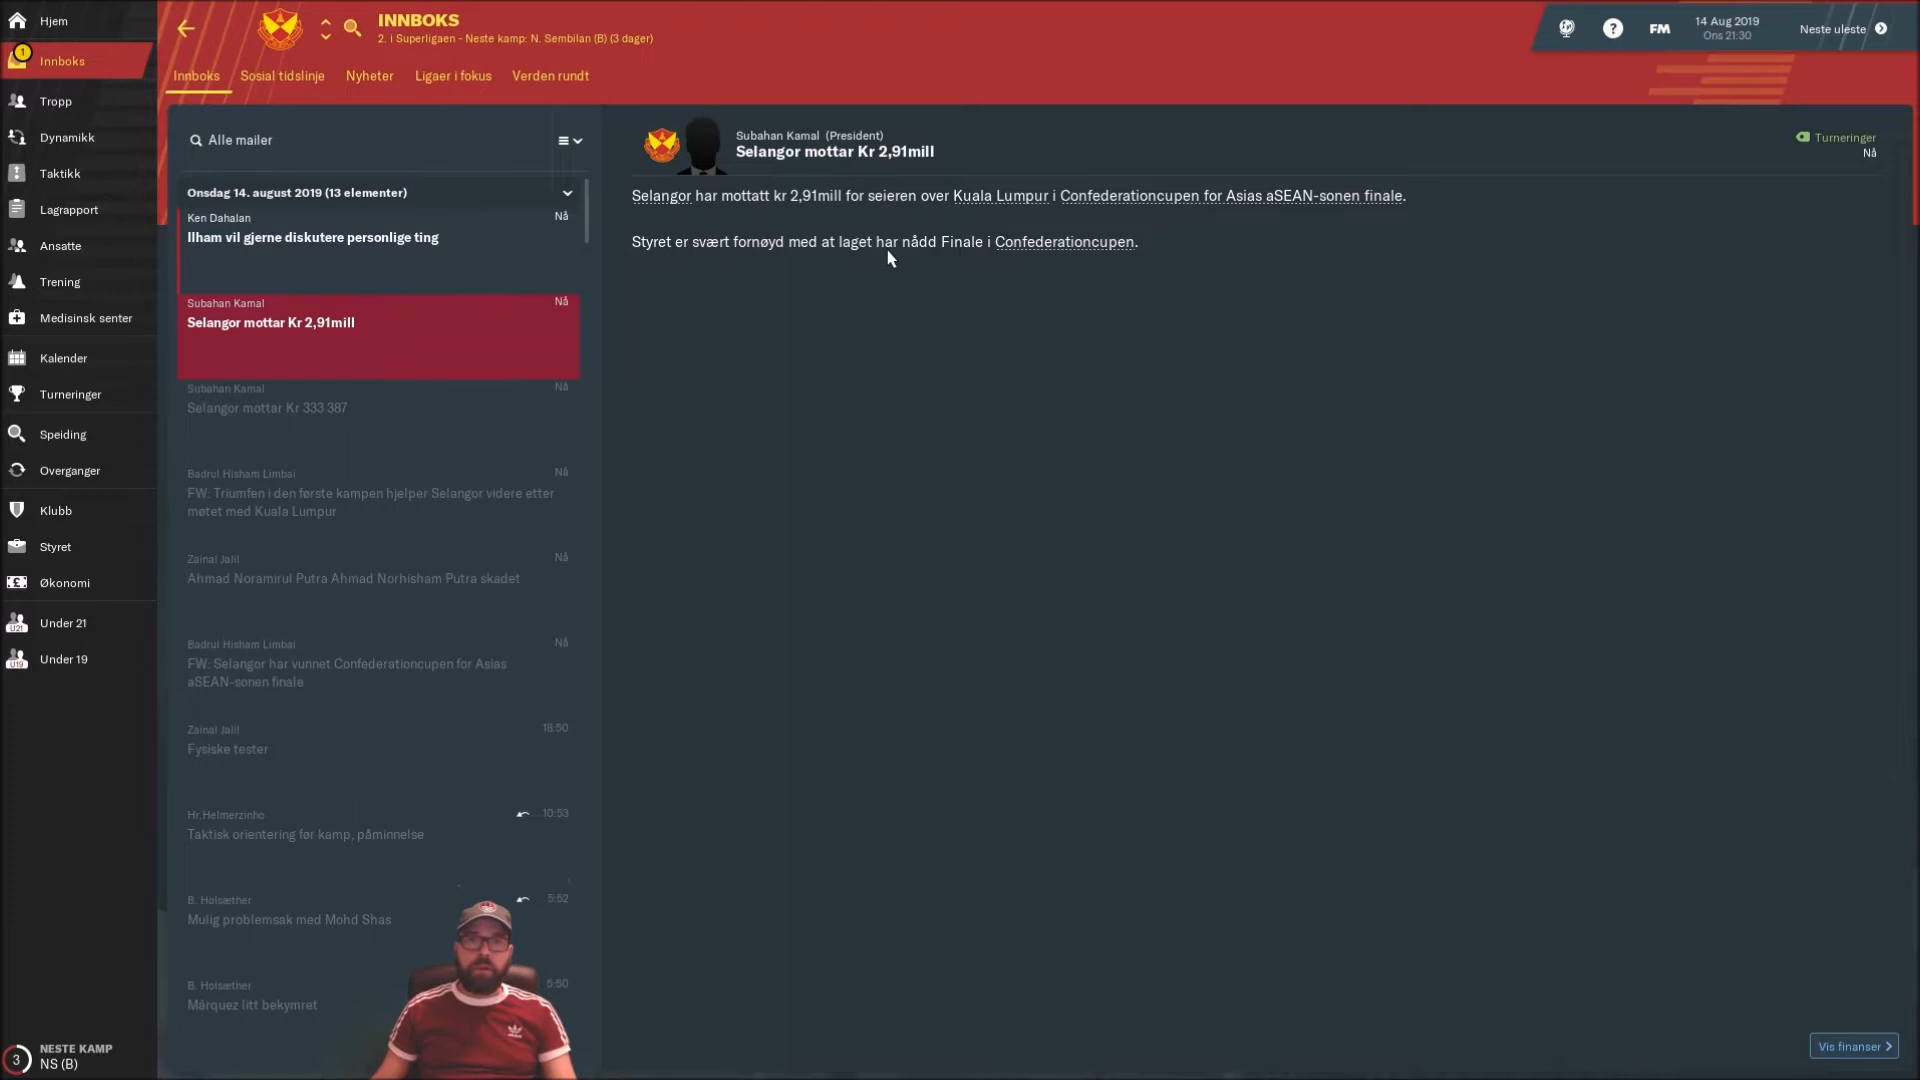 Hjem
1
Innboks
Tropp
Dynamikk
Taktikk
Lagrapport
Ansatte
Trening
Medisinsk senter
Kalender
Turneringer
Speiding
Overganger
Klubb
Styret
Økonomi
U21
Under 21
U19
Under 19
3
NESTE KAMP
NS (B)
INNBOKS
2. i Superligaen - Neste kamp: N. Sembilan (B) (3 dager)
?
FM
14 Aug 2019
Ons 21:30
Neste uleste
Innboks
Sosial tidslinje
Nyheter
Ligaer i fokus
Verden rundt
Alle mailer
Onsdag 14. august 2019 (13 elementer)
Ken Dahalan
Nå
Ilham vil gjerne diskutere personlige ting
Subahan Kamal
Nå
Selangor mottar Kr 2,91mill
Subahan Kamal
Nå
Selangor mottar Kr 333 387
Badrul Hisham Limbai
Nå
FW: Triumfen i den første kampen hjelper Selangor videre etter
møtet med Kuala Lumpur
Zainal Jalil
Nå
Ahmad Noramirul Putra Ahmad Norhisham Putra skadet
Badrul Hisham Limbai
Nå
FW: Selangor har vunnet Confederationcupen for Asias
aSEAN-sonen finale
Zainal Jalil
18:50
Fysiske tester
Hr.Helmerzinho
10:53
Taktisk orientering før kamp, påminnelse
B. Holsæther
5:52
Mulig problemsak med Mohd Shas
B. Holsæther
5:50
Márquez litt bekymret
Subahan Kamal (President)
Selangor mottar Kr 2,91mill
Turneringer
Nå
Selangor har mottatt kr 2,91mill for seieren over Kuala Lumpur i Confederationcupen for Asias aSEAN-sonen finale.
Styret er svært fornøyd med at laget har nådd Finale i Confederationcupen.
Vis finanser